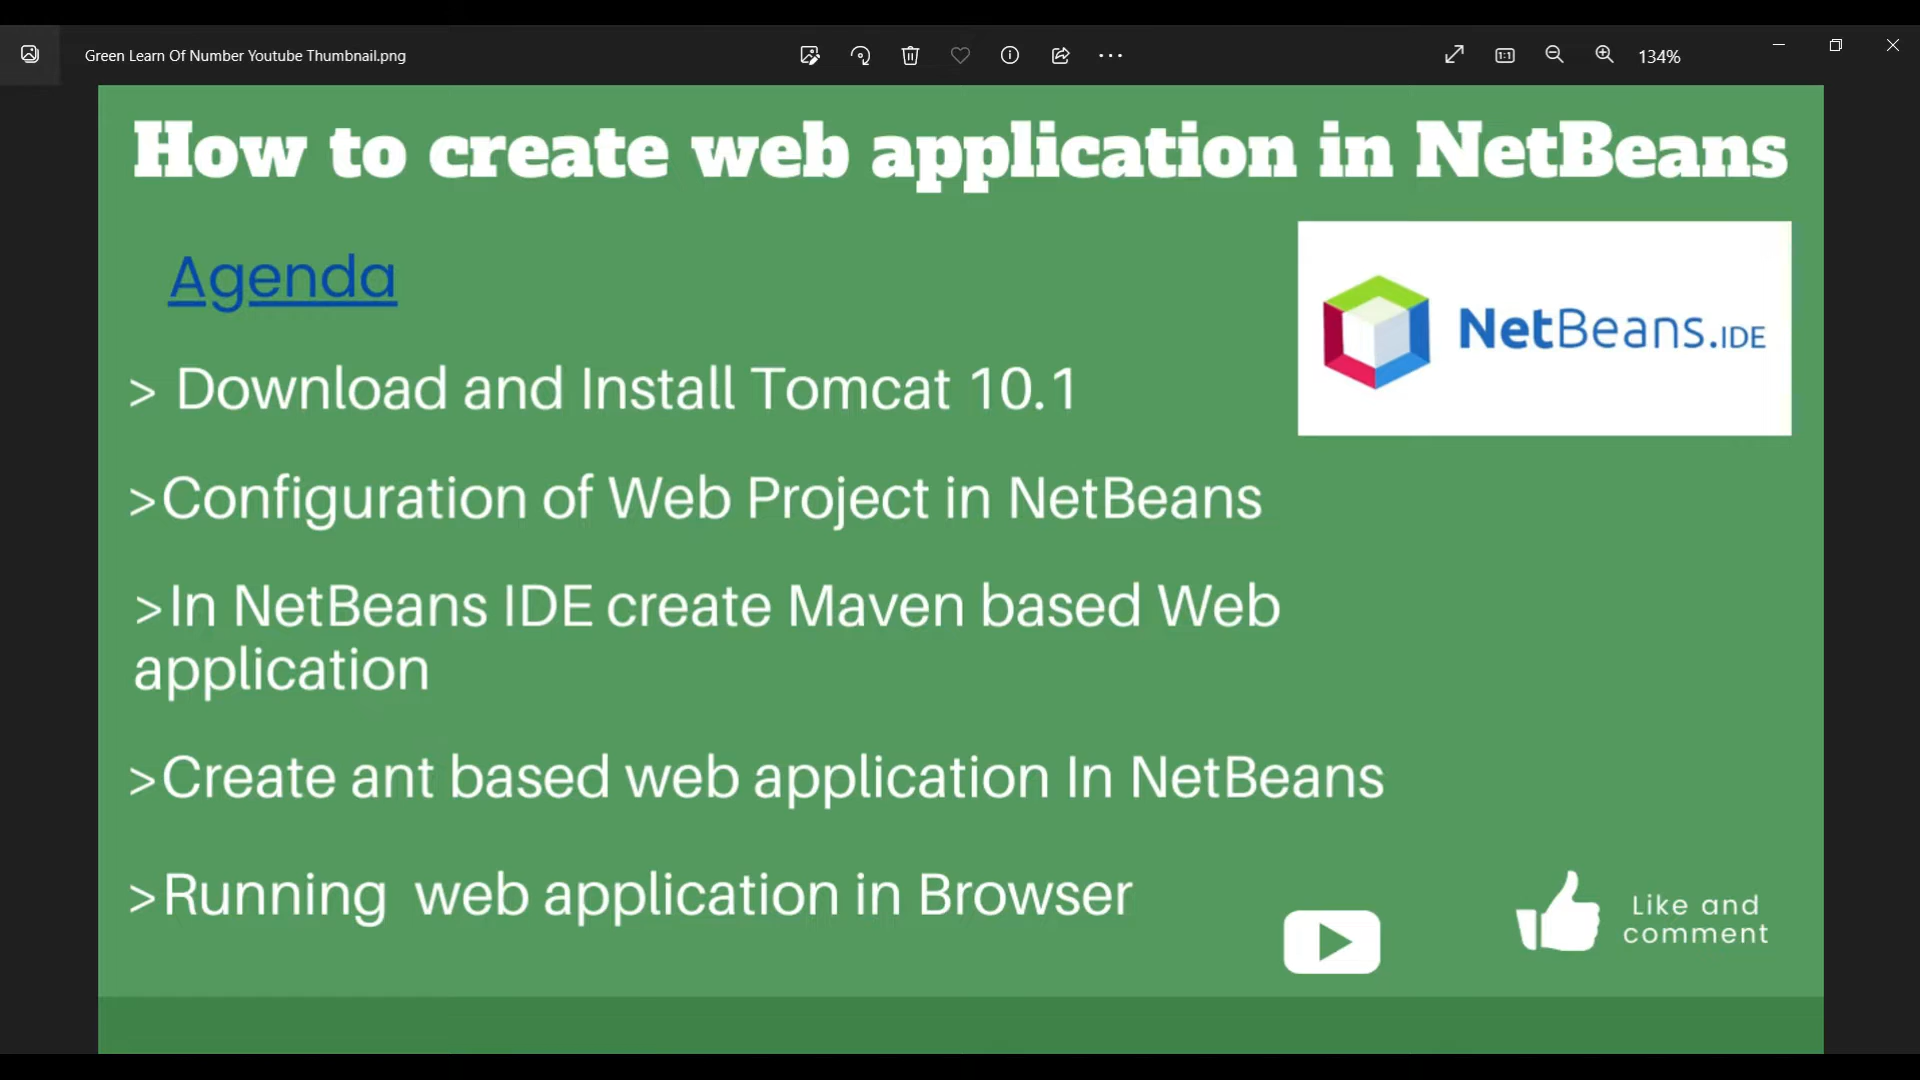 Green Learn Of Number Youtube Thumbnail.png
134%
How to create web application in NetBeans
Agenda
NetBeans.IDE
> Download and Install Tomcat 10.1
>Configuration of Web Project in NetBeans
>In NetBeans IDE create Maven based Web
application
>Create ant based web application In NetBeans
>Running  web application in Browser
Like and
comment